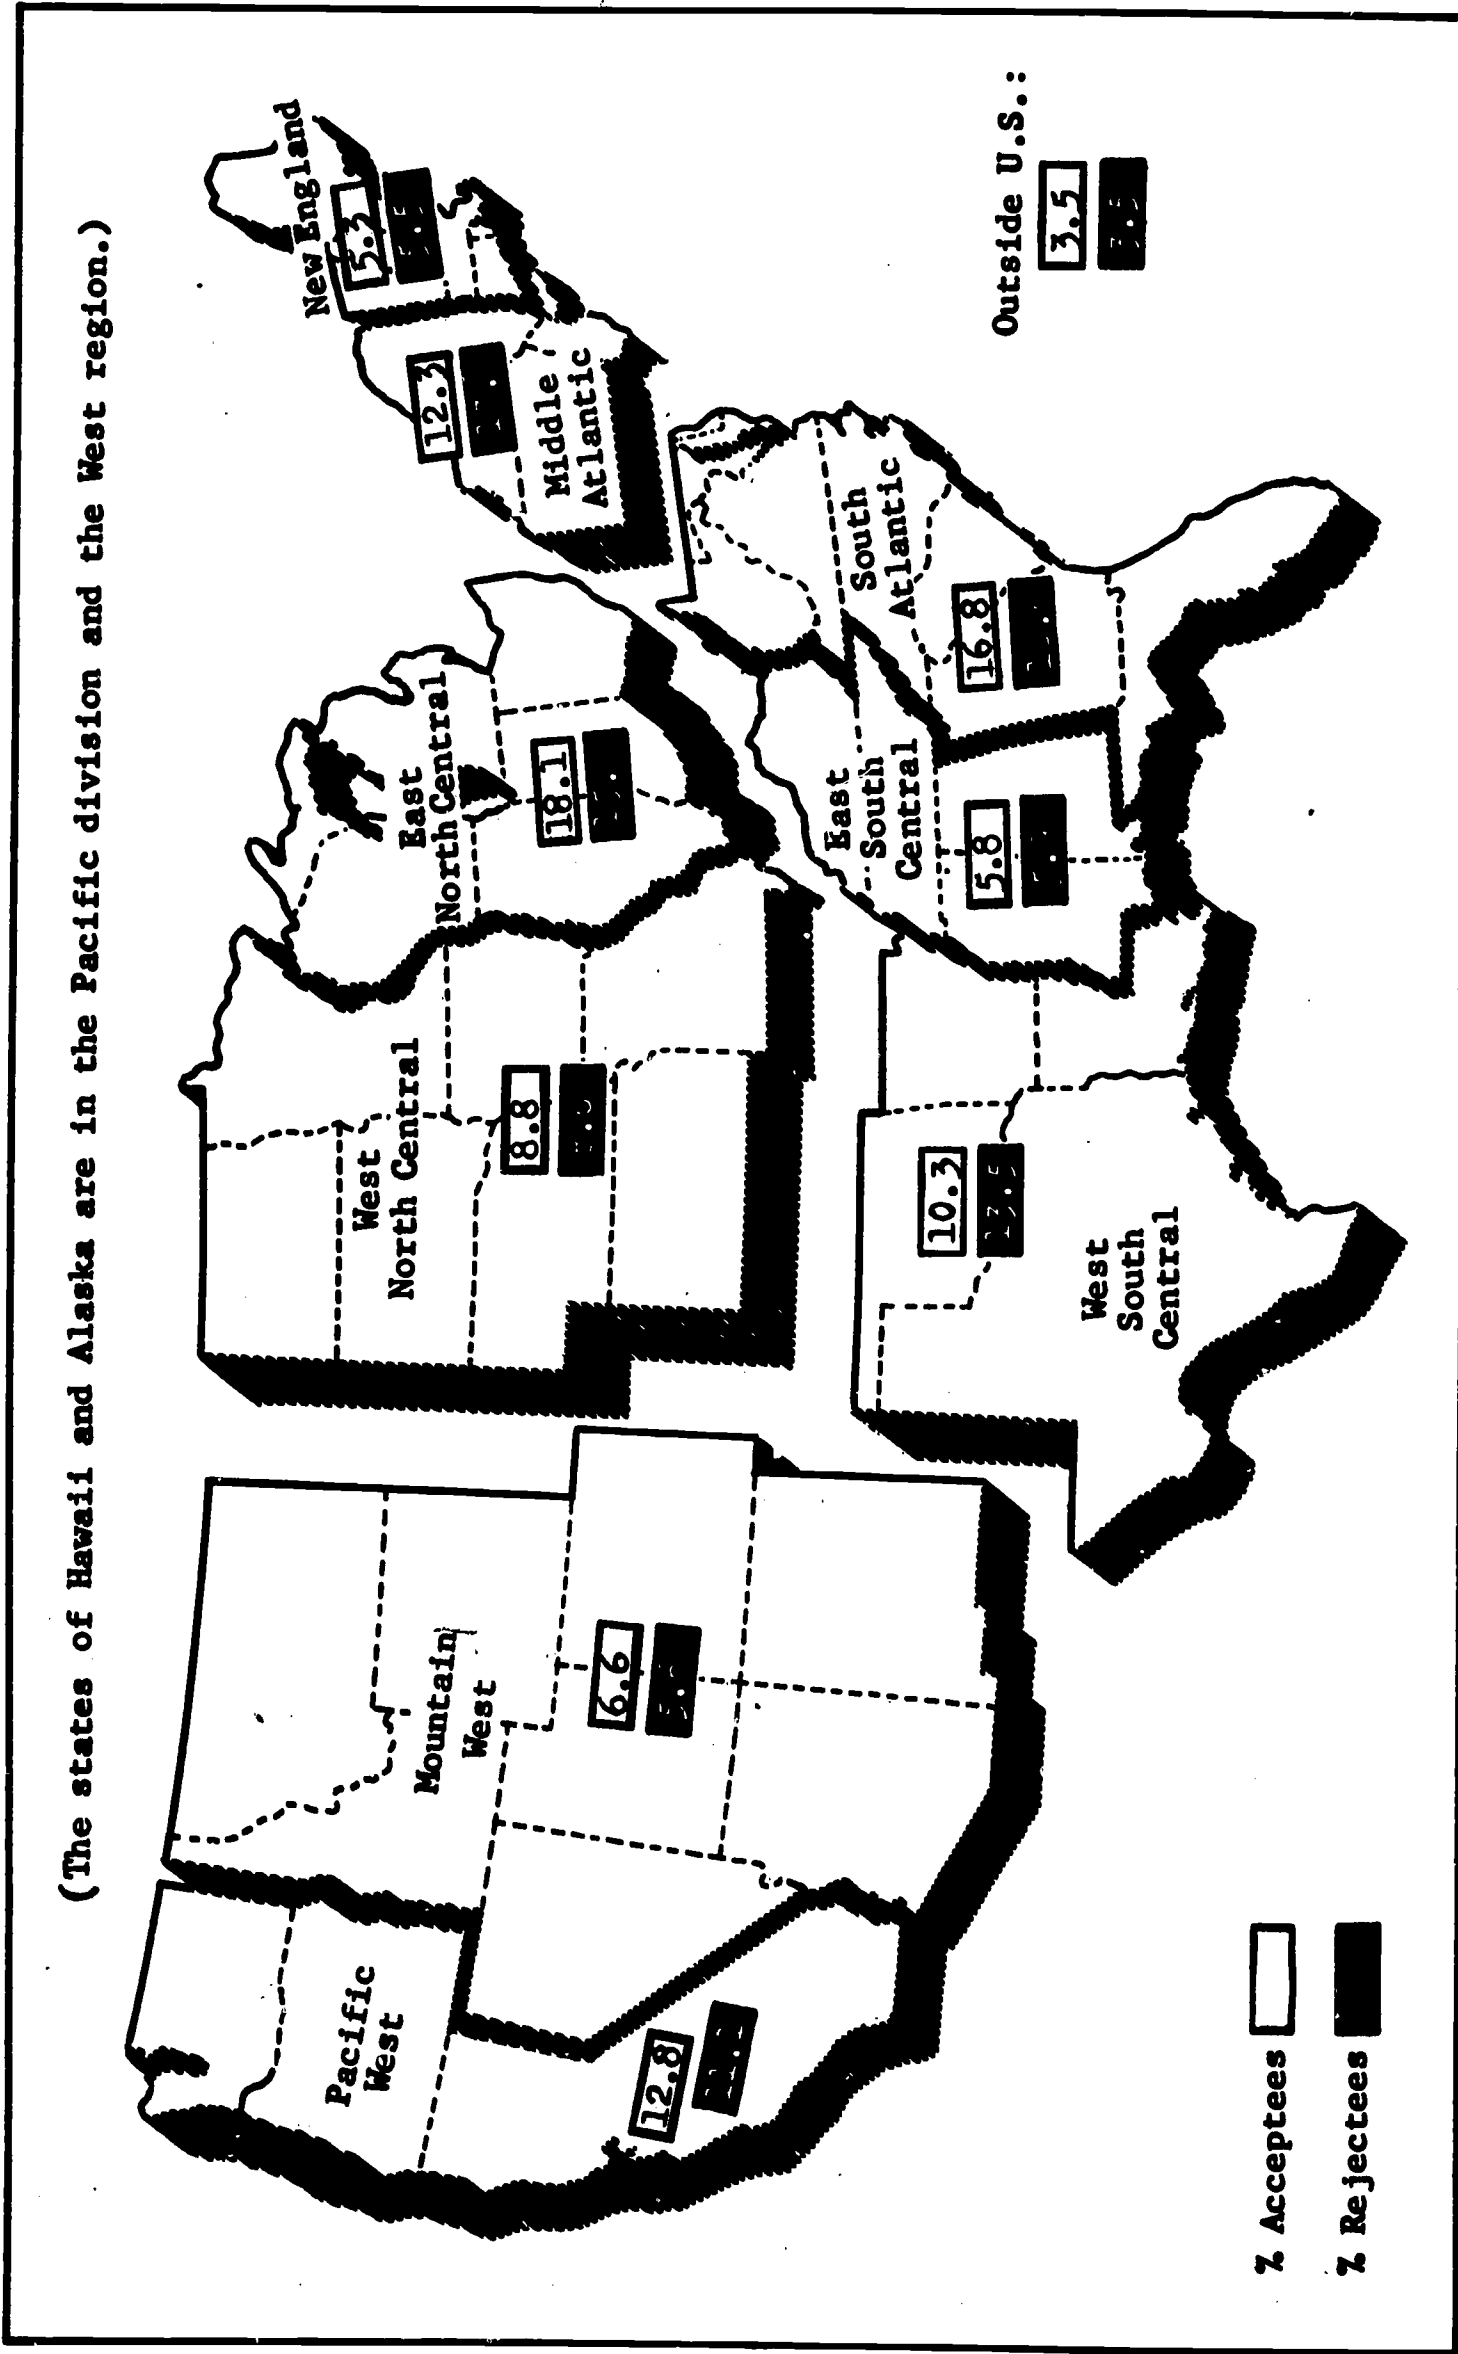 (The states of Hawaii and Alaska are in the Pacific division and the West region.)
New England
5.3
12.3
Middle
Atlantic
East
North Central
18.1
West
North Central
8.8
Mountain
West
6.6
Pacific
West
12.8
South
Atlantic
16.8
East
South
Central
5.8
10.3
13.5
West
South
Central
Outside U.S.:
3.5
% Acceptees
% Rejectees